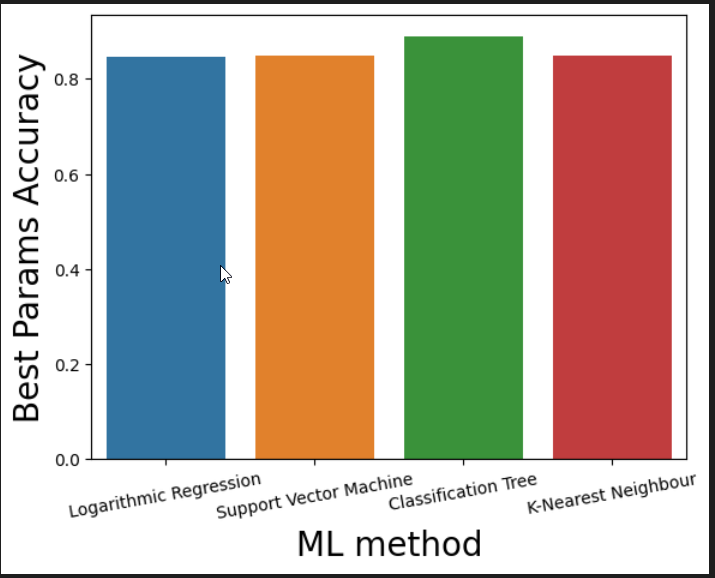 Best Params Accuracy
0.8
0.6
0.4
0.2
0.0
Logarithmic Regression
Support Vector Machine
Classification Tree
K-Nearest Neighbour
ML method